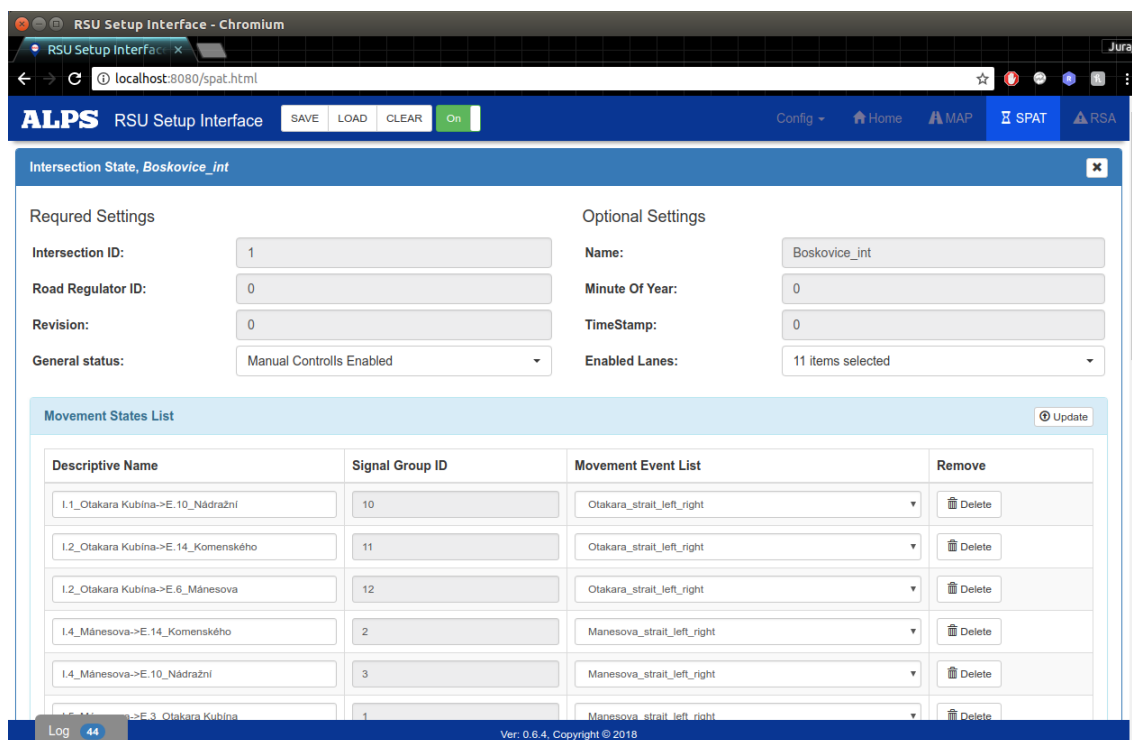 RSU Setup Interface - Chromium
RSU Setup Interfac
Jura
localhost:8080/spat.html
ALPS RSU Setup Interface SAVE LOAD CLEAR On Config Home MAP SPAT RSA
Intersection State, Boskovice_int
Requred Settings Optional Settings
Intersection ID: 1 Name: Boskovice_int
Road Regulator ID: 0 Minute Of Year: 0
Revision: 0 TimeStamp: 0
General status: Manual Controlls Enabled Enabled Lanes: 11 items selected
Movement States List Update
Descriptive Name Signal Group ID Movement Event List Remove
I.1_Otakara Kubína->E.10_Nádražní 10 Otakara_strait_left_right Delete
I.2_Otakara Kubína->E.14_Komenského 11 Otakara_strait_left_right Delete
I.2_Otakara Kubína->E.6_Mánesova 12 Otakara_strait_left_right Delete
I.4_Mánesova->E.14_Komenského 2 Manesova_strait_left_right Delete
I.4_Mánesova->E.10_Nádražní 3 Manesova_strait_left_right Delete
->E.3_Otakara Kubína 1 Manesova_strait_left_right Delete
Log 44
Ver: 0.6.4, Copyright © 2018